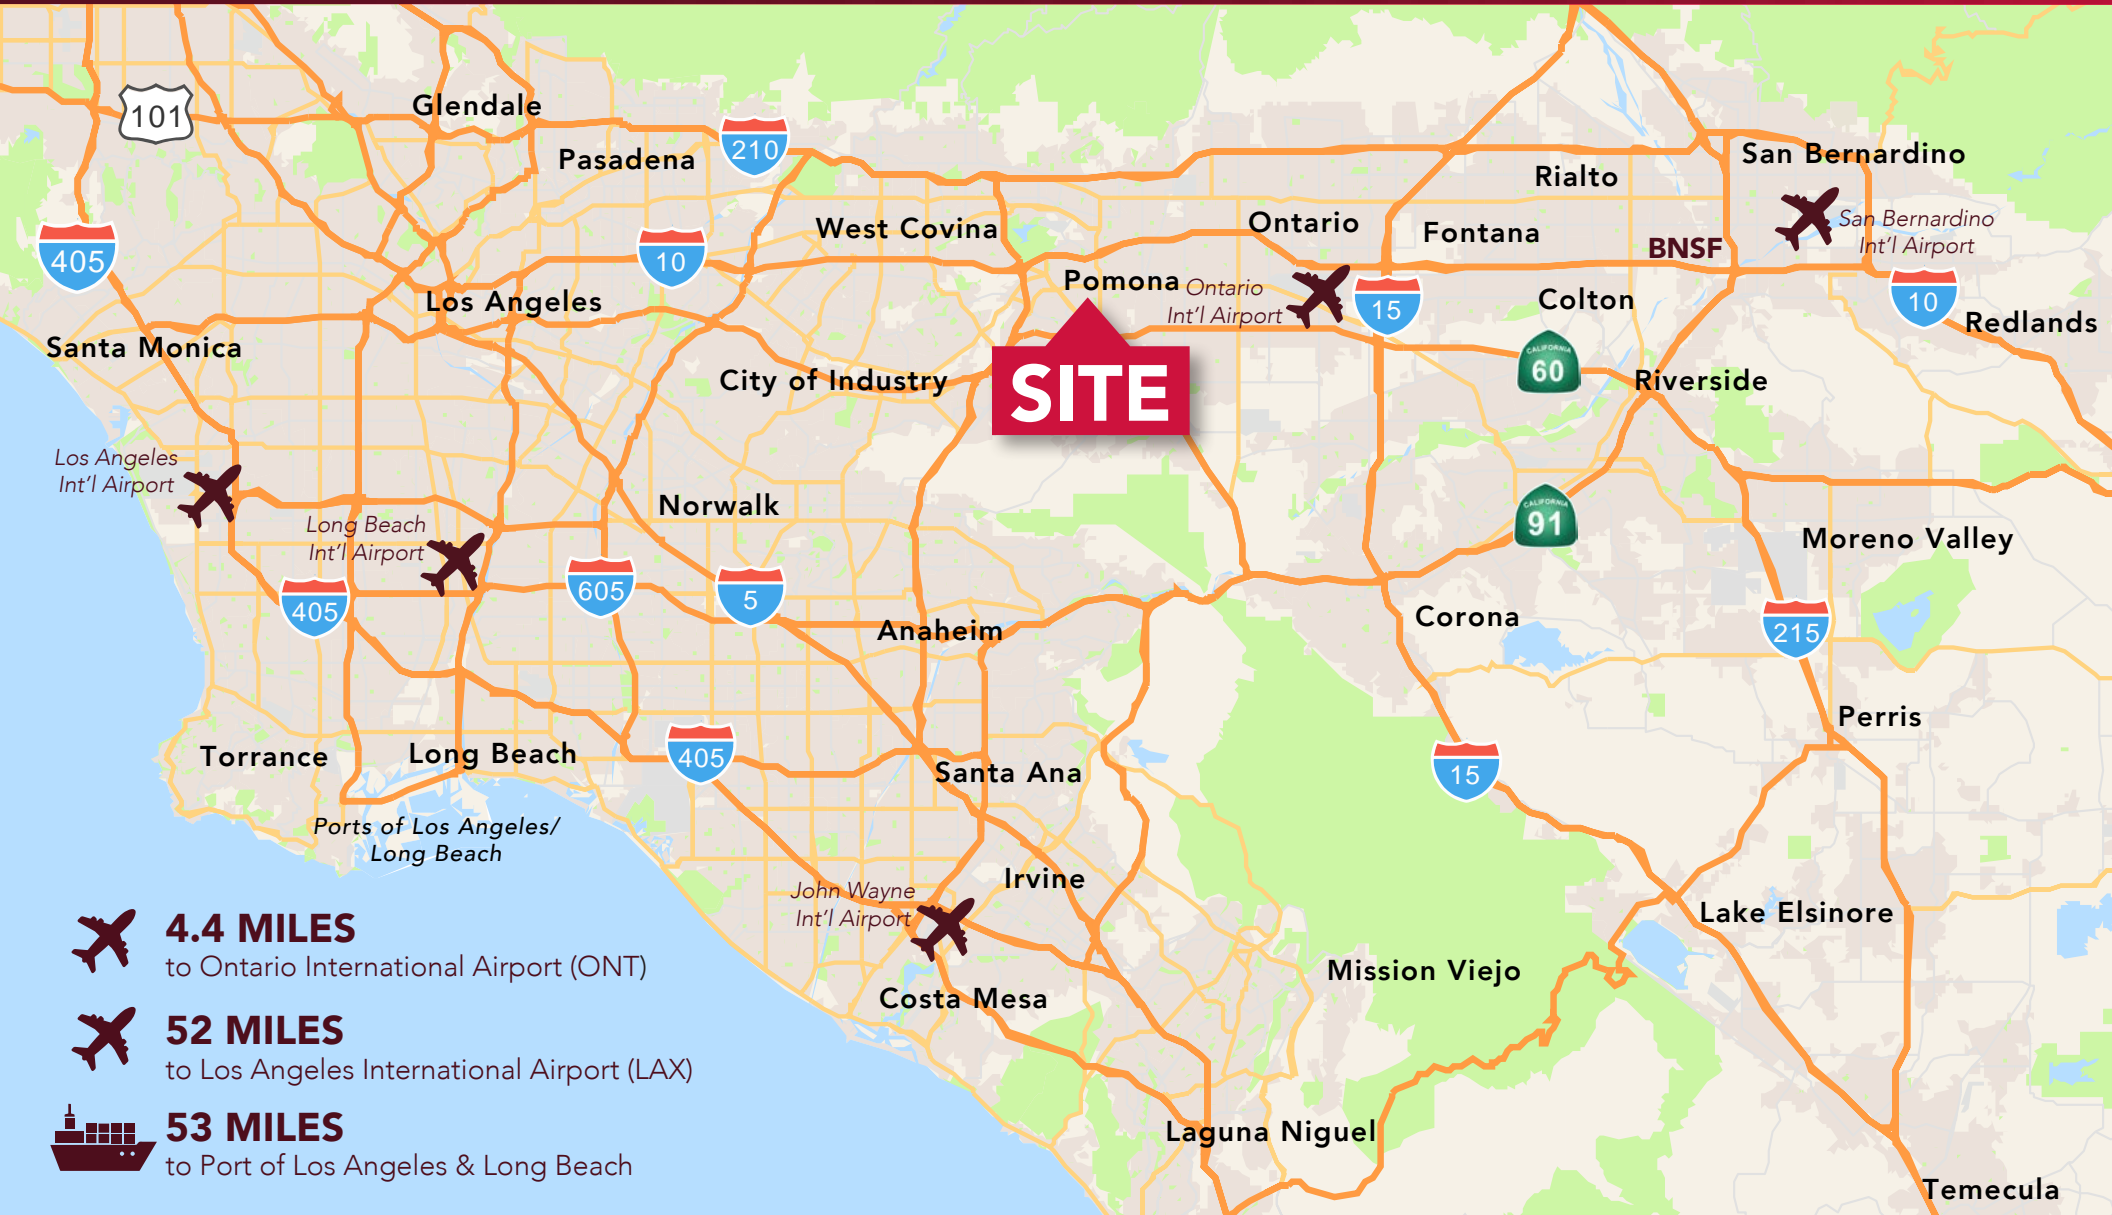 Glendale
101
Pasadena
210
San Bernardino
Rialto
San Bernardino
Int'l Airport
West Covina
Ontario
Fontana
BNSF
405
10
Pomona
Ontario
Int'l Airport
15
Colton
10
Los Angeles
Redlands
Santa Monica
CALIFORNIA
60
City of Industry
SITE
Riverside
Los Angeles
Int'l Airport
Norwalk
Long Beach
Int'l Airport
CALIFORNIA
91
Moreno Valley
405
605
5
Anaheim
Corona
215
Perris
Torrance
Long Beach
405
Santa Ana
15
Ports of Los Angeles/
Long Beach
John Wayne
Int'l Airport
Irvine
Lake Elsinore
4.4 MILES
to Ontario International Airport (ONT)
Mission Viejo
Costa Mesa
52 MILES
to Los Angeles International Airport (LAX)
53 MILES
to Port of Los Angeles & Long Beach
Laguna Niguel
Temecula